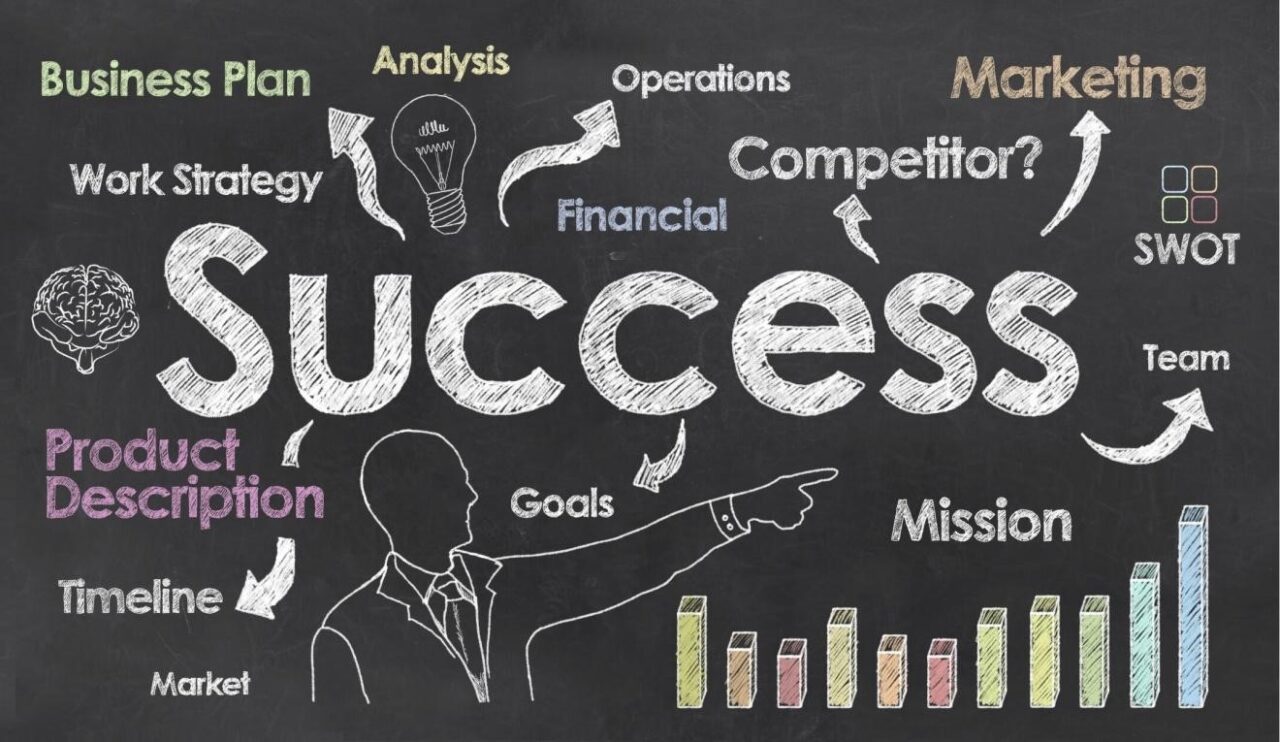 Business Plan
Analysis
Operations
Marketing
Work Strategy
Financial
Competitor?
SWOT
Success
Team
Product
Description
Goals
Mission
Timeline
Market